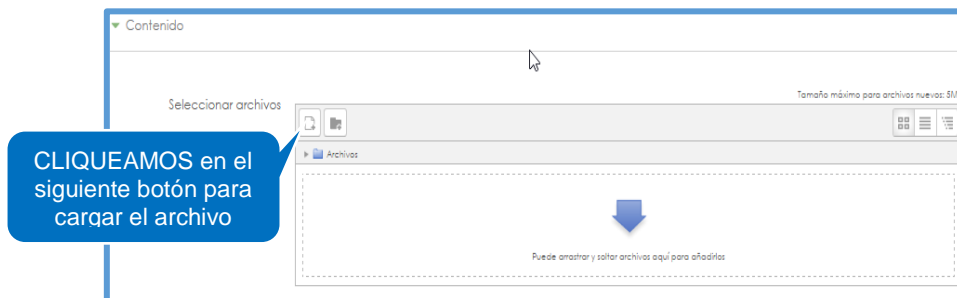 Contenido
Tamaño máximo para archivos nuevos: 5M
Seleccionar archivos
Archivos
CLIQUEAMOS en el
siguiente botón para
cargar el archivo
Puede arrastrar y soltar archivos aquí para añadirlos